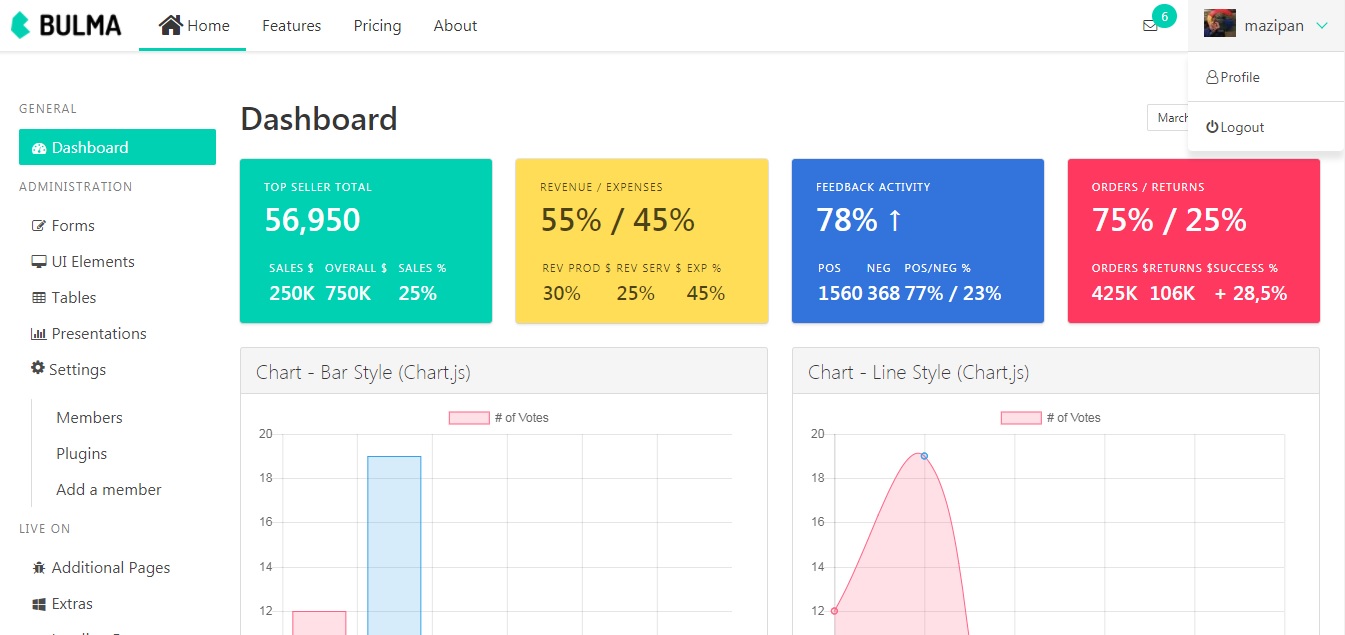 BULMA Home Features Pricing About 6 mazipan
Profile
Logout
GENERAL
Dashboard
ADMINISTRATION
Forms
UI Elements
Tables
Presentations
Settings
Members
Plugins
Add a member
LIVE ON
Additional Pages
Extras
Dashboard
March
TOP SELLER TOTAL
56,950
SALES $ OVERALL $ SALES %
250K 750K 25%
REVENUE / EXPENSES
55% / 45%
REV PROD $ REV SERV $ EXP %
30% 25% 45%
FEEDBACK ACTIVITY
78% ↑
POS NEG POS/NEG %
1560 368 77% / 23%
ORDERS / RETURNS
75% / 25%
ORDERS $ RETURNS $ SUCCESS %
425K 106K + 28,5%
Chart - Bar Style (Chart.js)
# of Votes
20
18
16
14
12
Chart - Line Style (Chart.js)
# of Votes
20
18
16
14
12